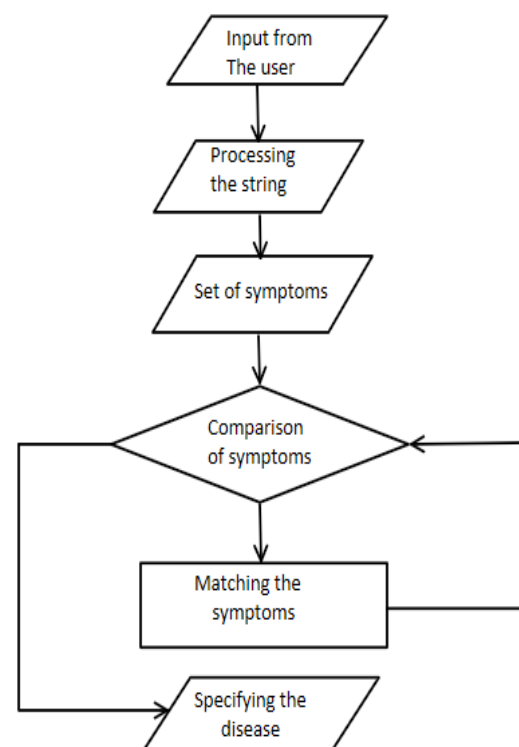 Input from
The user
Processing
the string
Set of symptoms
Comparison
of symptoms
Matching the
symptoms
Specifying the
disease